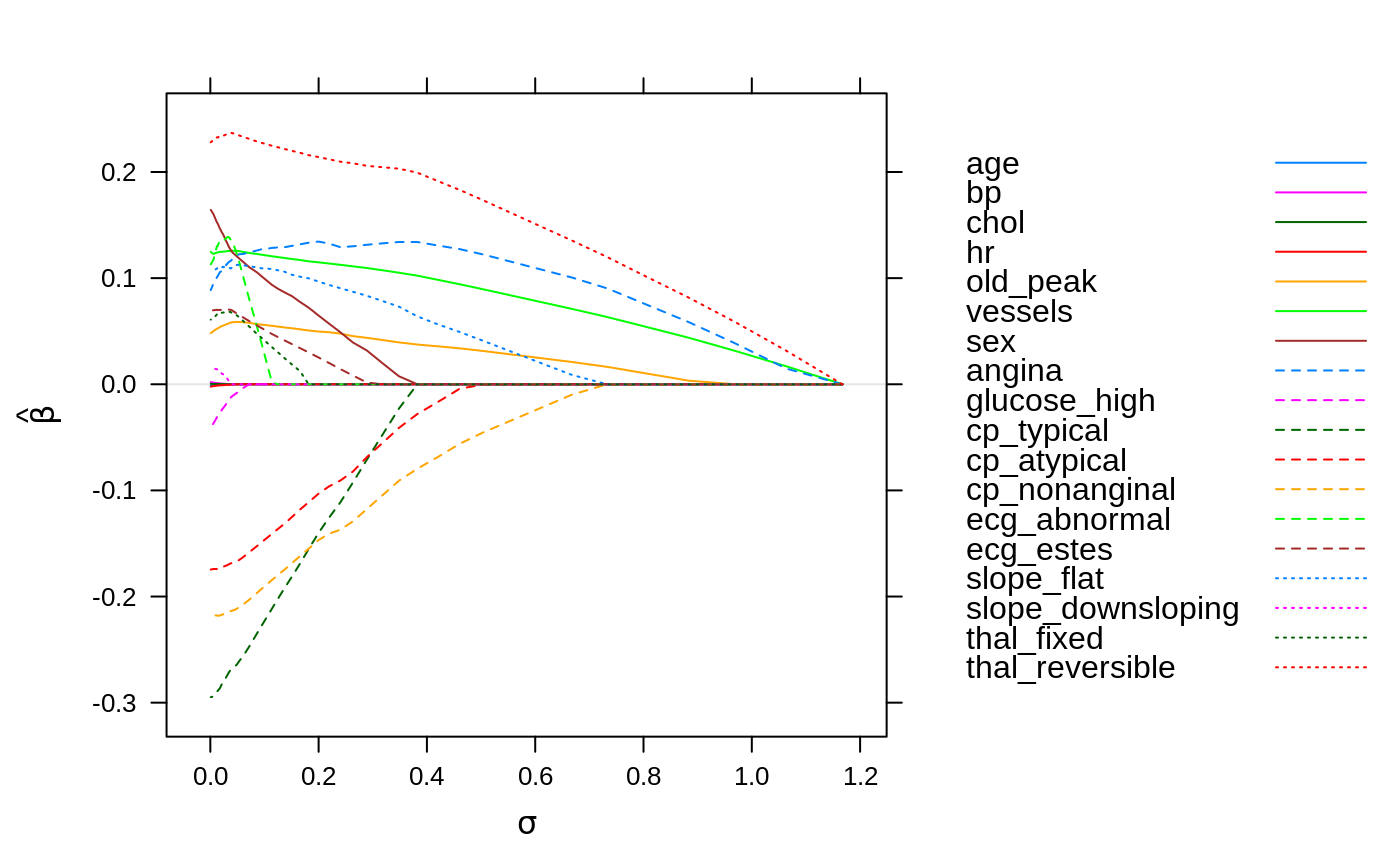 0.2
0.1
0.0
-0.1
-0.2
-0.3
β̂
0.0 0.2 0.4 0.6 0.8 1.0 1.2
σ
age
bp
chol
hr
old_peak
vessels
sex
angina
glucose_high
cp_typical
cp_atypical
cp_nonanginal
ecg_abnormal
ecg_estes
slope_flat
slope_downsloping
thal_fixed
thal_reversible